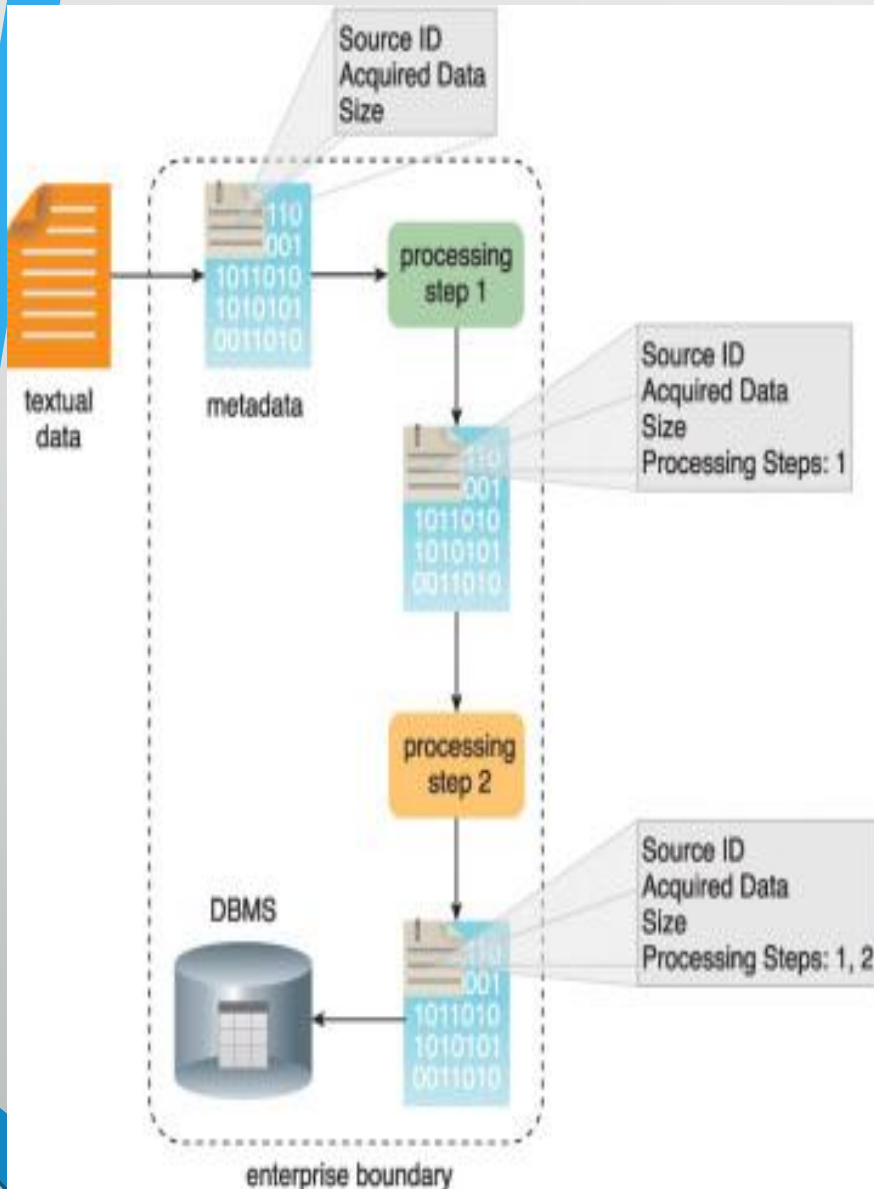 Source ID
Acquired Data
Size
110
001
1011010
1010101
0011010
textual
data
metadata
processing
step 1
Source ID
Acquired Data
Size
Processing Steps: 1
110
001
1011010
1010101
0011010
processing
step 2
Source ID
Acquired Data
Size
Processing Steps: 1, 2
DBMS
110
001
1011010
1010101
0011010
enterprise boundary